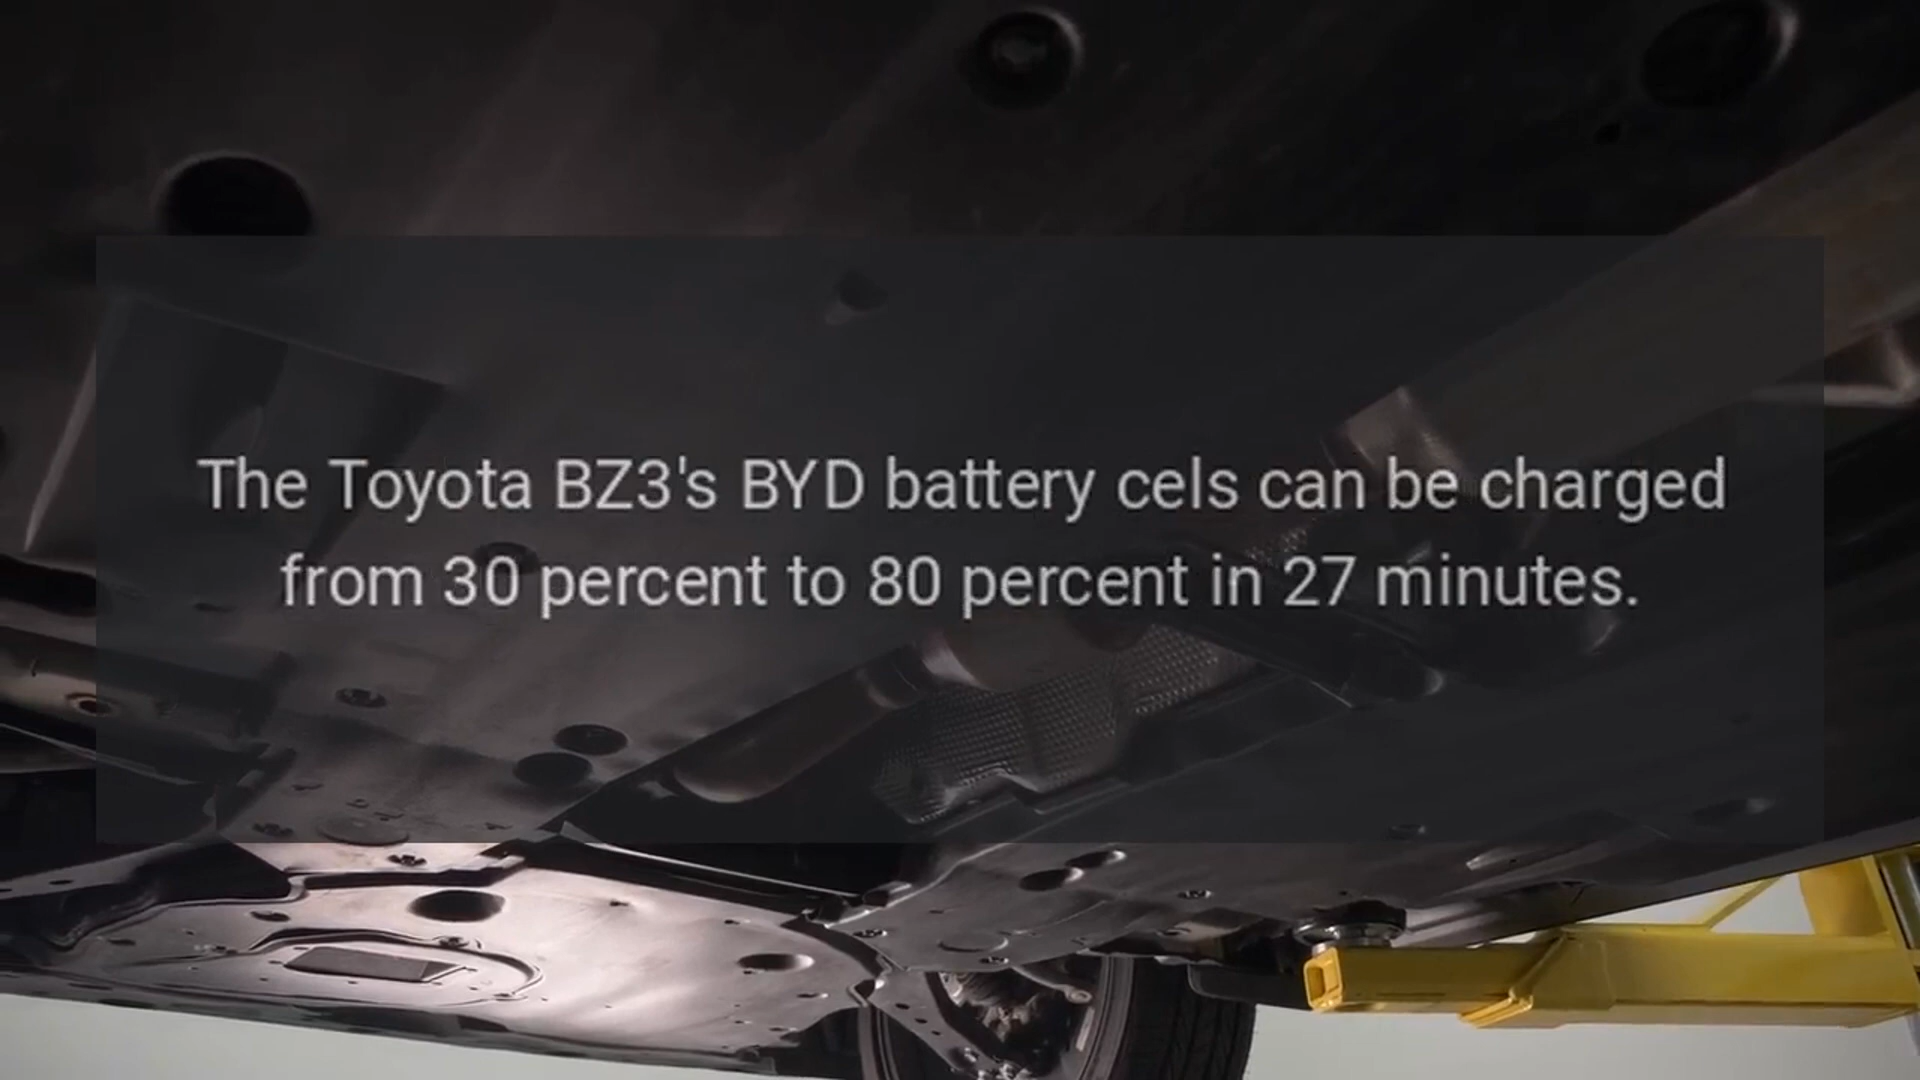 The Toyota BZ3's BYD battery cels can be charged
from 30 percent to 80 percent in 27 minutes.